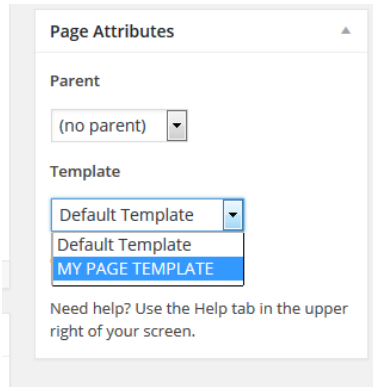 Page Attributes
Parent
(no parent)
Template
Default Template
Default Template
MY PAGE TEMPLATE
Need help? Use the Help tab in the upper
right of your screen.